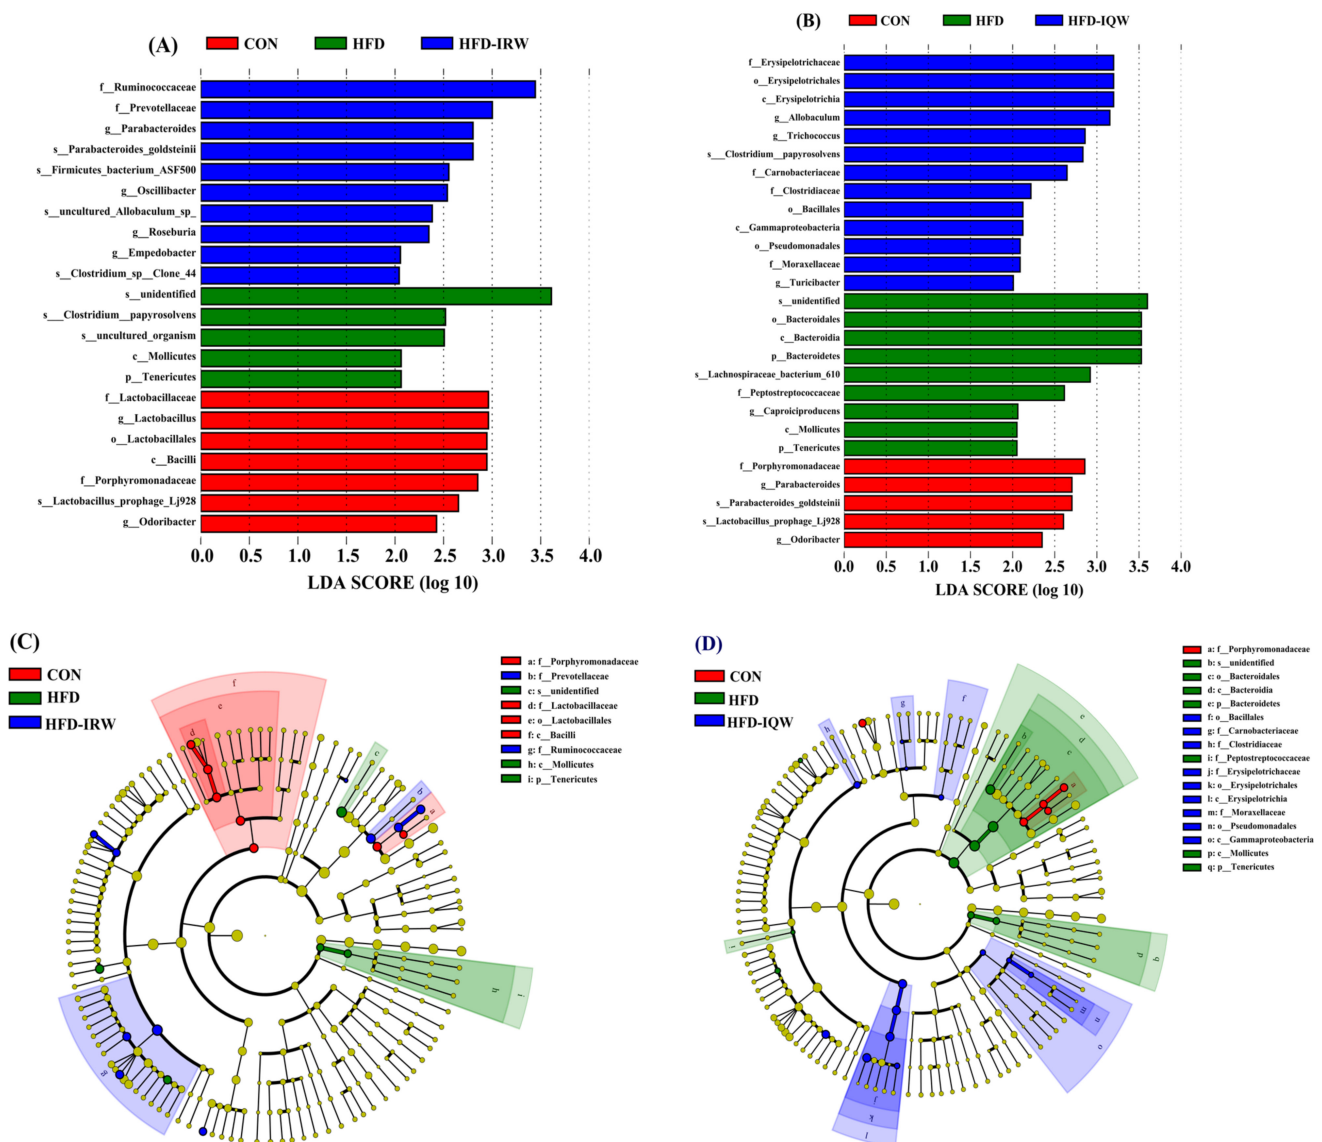 (A) CON HFD HFD-IRW
f__Ruminococcaceae
f__Prevotellaceae
g__Parabacteroides
s__Parabacteroides_goldsteinii
s__Firmicutes_bacterium_ASF500
g__Oscillibacter
s__uncultured_Allobaculum_sp_
g__Roseburia
g__Empedobacter
s__Clostridium_sp__Clone_44
s__unidentified
s___Clostridium__papyrosolvens
s__uncultured_organism
c__Mollicutes
p__Tenericutes
f__Lactobacillaceae
g__Lactobacillus
o__Lactobacillales
c__Bacilli
f__Porphyromonadaceae
s__Lactobacillus_prophage_Lj928
g__Odoribacter
0.0 0.5 1.0 1.5 2.0 2.5 3.0 3.5 4.0
LDA SCORE (log 10)
(B) CON HFD HFD-IQW
f__Erysipelotrichaceae
o__Erysipelotrichales
c__Erysipelotrichia
g__Allobaculum
g__Trichococcus
s___Clostridium__papyrosolvens
f__Carnobacteriaceae
f__Clostridiaceae
o__Bacillales
c__Gammaproteobacteria
o__Pseudomonadales
f__Moraxellaceae
g__Turicibacter
s__unidentified
o__Bacteroidales
c__Bacteroidia
p__Bacteroidetes
s__Lachnospiraceae_bacterium_610
f__Peptostreptococcaceae
g__Caproiciproducens
c__Mollicutes
p__Tenericutes
f__Porphyromonadaceae
g__Parabacteroides
s__Parabacteroides_goldsteinii
s__Lactobacillus_prophage_Lj928
g__Odoribacter
0.0 0.5 1.0 1.5 2.0 2.5 3.0 3.5 4.0
LDA SCORE (log 10)
(C)
CON
HFD
HFD-IRW
f
e
d
c
b
a
h
i
g
a: f__Porphyromonadaceae
b: f__Prevotellaceae
c: s__unidentified
d: f__Lactobacillaceae
e: o__Lactobacillales
f: c__Bacilli
g: f__Ruminococcaceae
h: c__Mollicutes
i: p__Tenericutes
(D)
CON
HFD
HFD-IQW
h
g
f
e
d
c
b
a
q
p
n
m
o
i
j
k
l
a: f__Porphyromonadaceae
b: s__unidentified
c: o__Bacteroidales
d: c__Bacteroidia
e: p__Bacteroidetes
f: o__Bacillales
g: f__Carnobacteriaceae
h: f__Clostridiaceae
i: f__Peptostreptococcaceae
j: f__Erysipelotrichaceae
k: o__Erysipelotrichales
l: c__Erysipelotrichia
m: f__Moraxellaceae
n: o__Pseudomonadales
o: c__Gammaproteobacteria
p: c__Mollicutes
q: p__Tenericutes